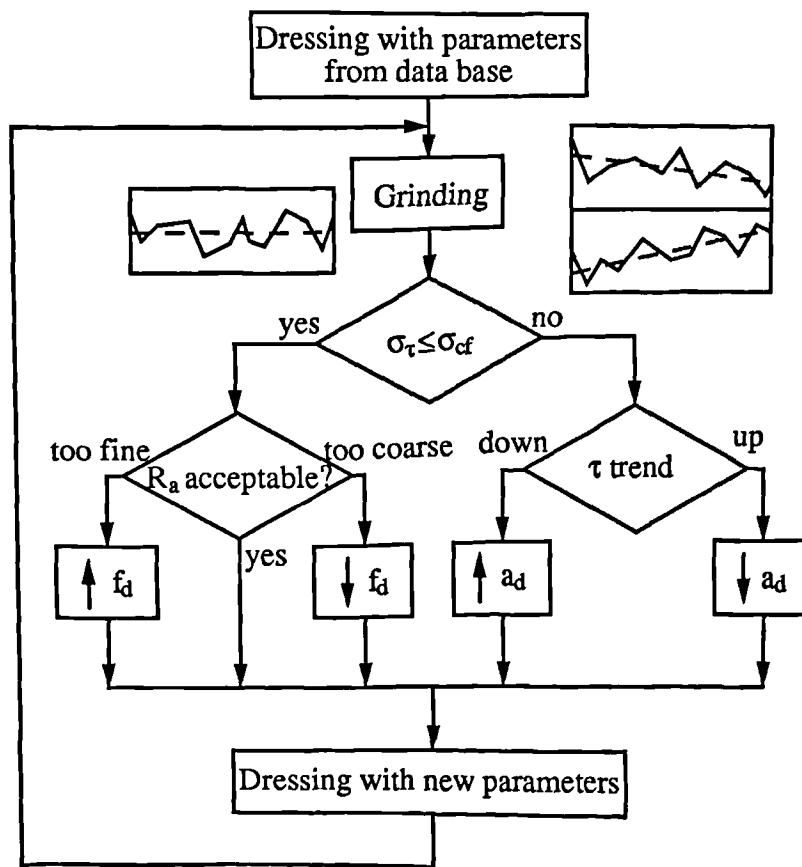 Dressing with parameters
from data base
Grinding
yes
no
στ≤σcf
too fine
too coarse
down
up
Ra acceptable?
τ trend
yes
↑ fd
↓ fd
↑ ad
↓ ad
Dressing with new parameters